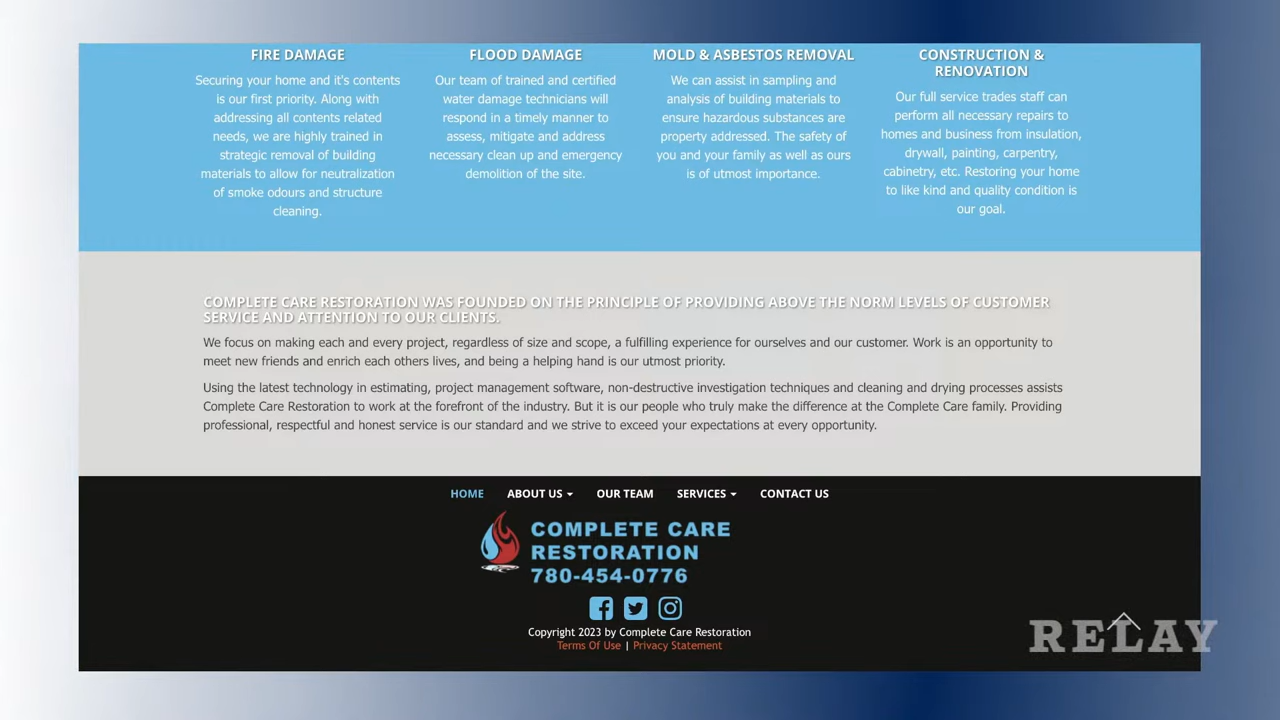 FIRE DAMAGE
Securing your home and it's contents
is our first priority. Along with
addressing all contents related
needs, we are highly trained in
strategic removal of building
materials to allow for neutralization
of smoke odours and structure
cleaning.
FLOOD DAMAGE
Our team of trained and certified
water damage technicians will
respond in a timely manner to
assess, mitigate and address
necessary clean up and emergency
demolition of the site.
MOLD & ASBESTOS REMOVAL
We can assist in sampling and
analysis of building materials to
ensure hazardous substances are
property addressed. The safety of
you and your family as well as ours
is of utmost importance.
CONSTRUCTION &
RENOVATION
Our full service trades staff can
perform all necessary repairs to
homes and business from insulation,
drywall, painting, carpentry,
cabinetry, etc. Restoring your home
to like kind and quality condition is
our goal.
COMPLETE CARE RESTORATION WAS FOUNDED ON THE PRINCIPLE OF PROVIDING ABOVE THE NORM LEVELS OF CUSTOMER
SERVICE AND ATTENTION TO OUR CLIENTS.
We focus on making each and every project, regardless of size and scope, a fulfilling experience for ourselves and our customer. Work is an opportunity to
meet new friends and enrich each others lives, and being a helping hand is our utmost priority.
Using the latest technology in estimating, project management software, non-destructive investigation techniques and cleaning and drying processes assists
Complete Care Restoration to work at the forefront of the industry. But it is our people who truly make the difference at the Complete Care family. Providing
professional, respectful and honest service is our standard and we strive to exceed your expectations at every opportunity.
HOME ABOUT US OUR TEAM SERVICES CONTACT US
COMPLETE CARE
RESTORATION
780-454-0776
Copyright 2023 by Complete Care Restoration
Terms Of Use | Privacy Statement
RELAY